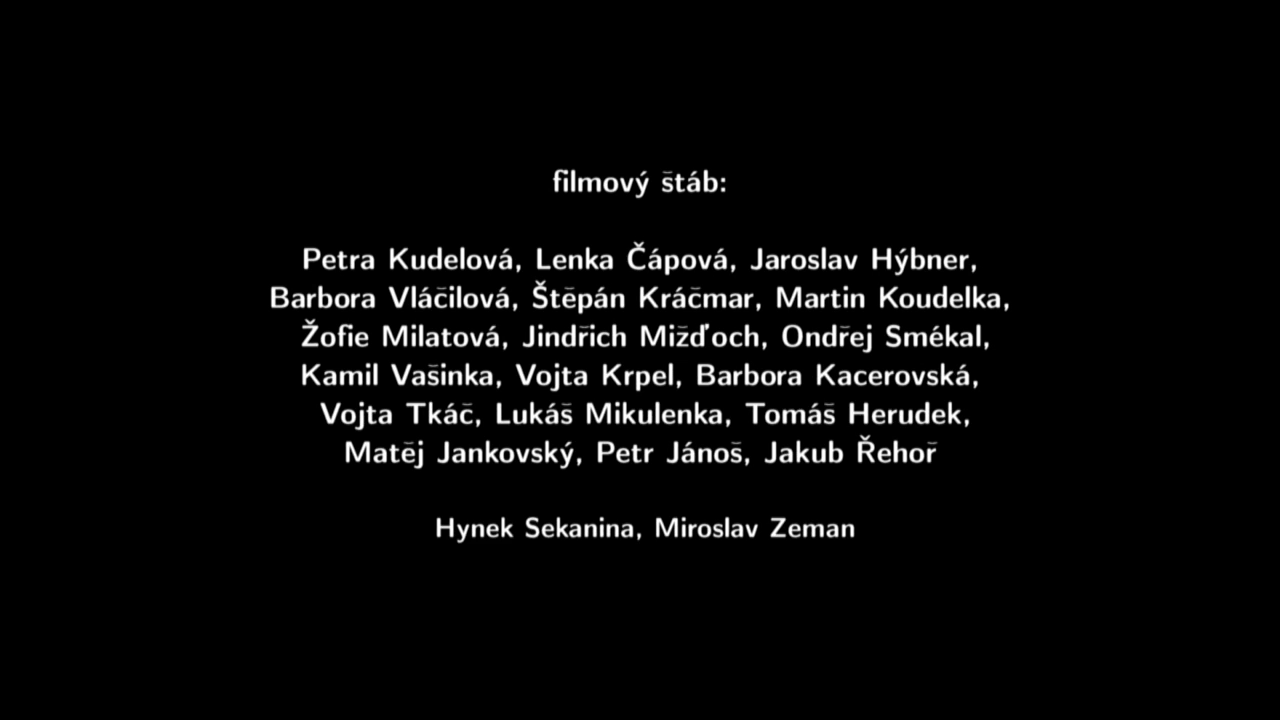 filmový štáb:
Petra Kudelová, Lenka Čápová, Jaroslav Hýbner,
Barbora Vláčilová, Štěpán Kráčmar, Martin Koudelka,
Žofie Milatová, Jindřich Mižďoch, Ondřej Smékal,
Kamil Vašinka, Vojta Krpel, Barbora Kacerovská,
Vojta Tkáč, Lukáš Mikulenka, Tomáš Herudek,
Matěj Jankovský, Petr Jánoš, Jakub Řehoř
Hynek Sekanina, Miroslav Zeman